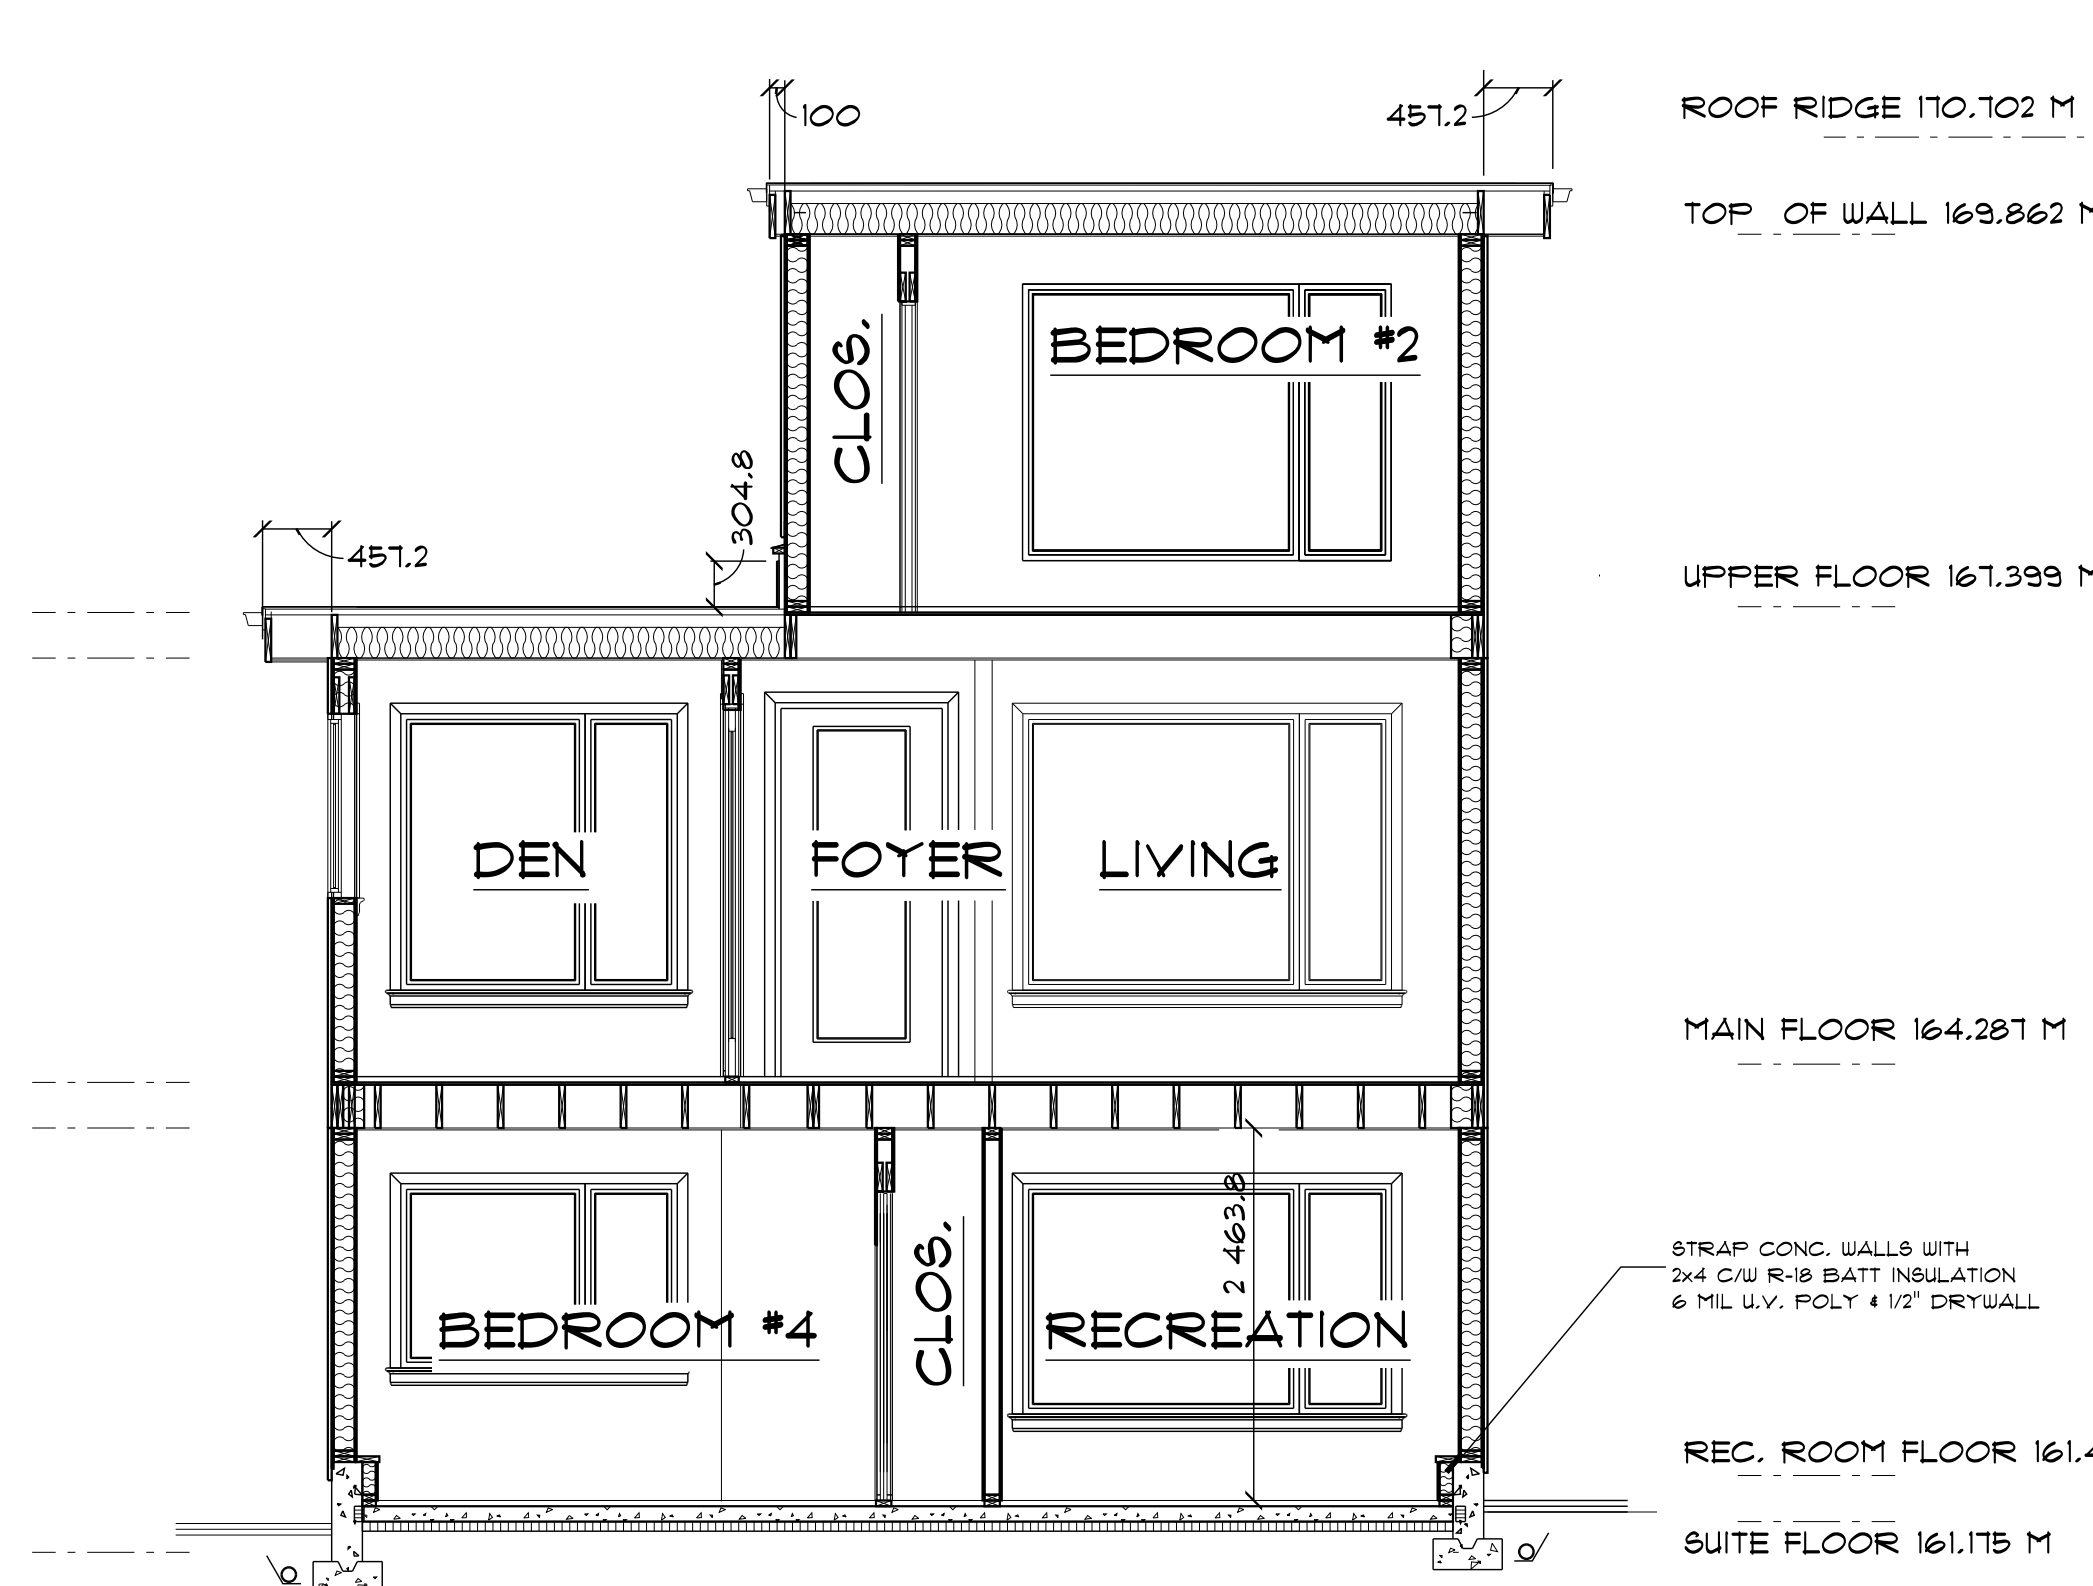 100
457.2
ROOF RIDGE 170.702 M
TOP OF WALL 169.862
CLOS.
BEDROOM #2
304.8
457.2
UPPER FLOOR 167.399
DEN
FOYER
LIVING
MAIN FLOOR 164.287 M
2 463.8
STRAP CONC. WALLS WITH
2x4 C/W R-18 BATT INSULATION
6 MIL U.V. POLY & 1/2" DRYWALL
BEDROOM #4
CLOS.
RECREATION
REC. ROOM FLOOR
SUITE FLOOR 161.175 M